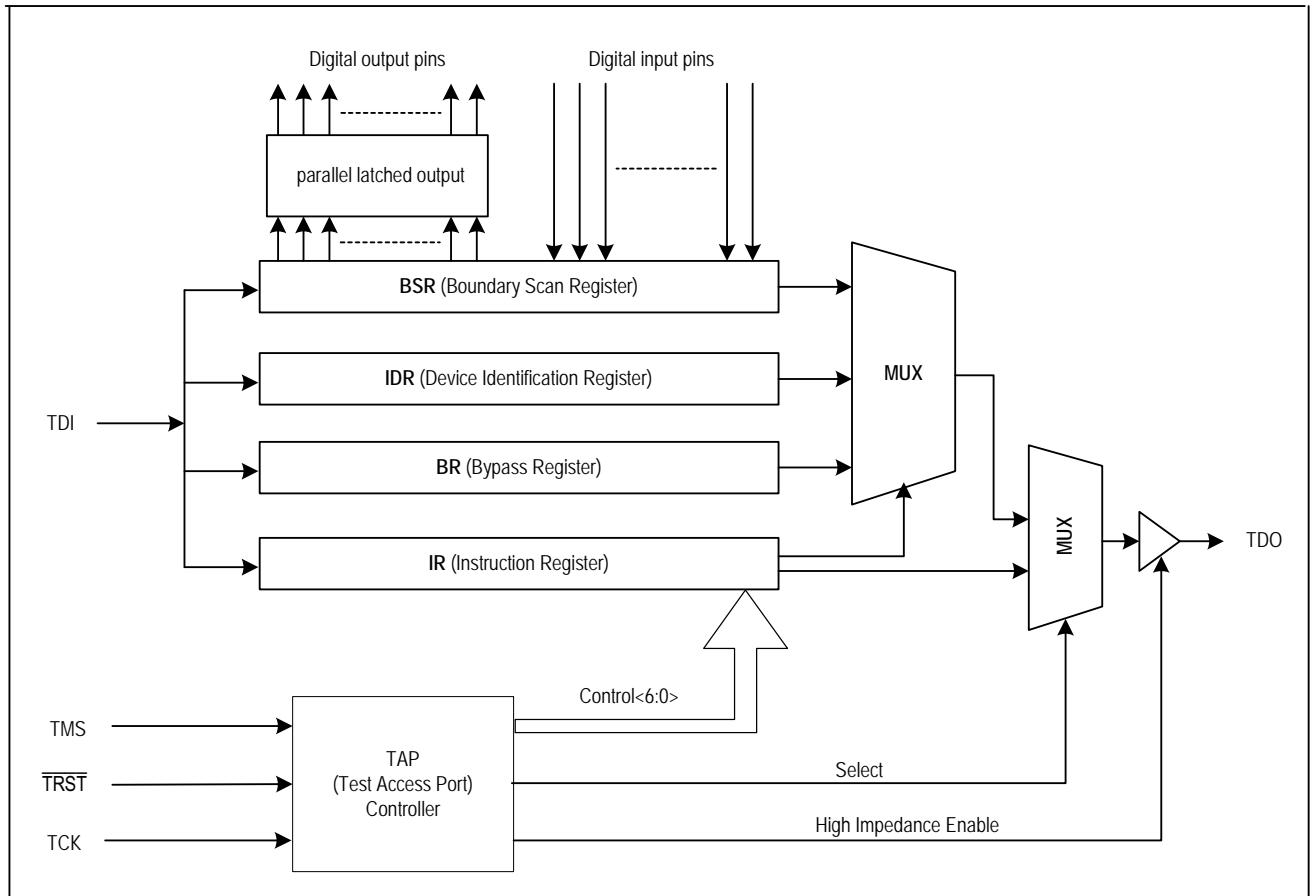 Digital output pins
Digital input pins
parallel latched output
BSR (Boundary Scan Register)
IDR (Device Identification Register)
MUX
TDI
BR (Bypass Register)
MUX
TDO
IR (Instruction Register)
Control<6:0>
TMS
TAP
(Test Access Port)
Controller
TRST
Select
TCK
High Impedance Enable